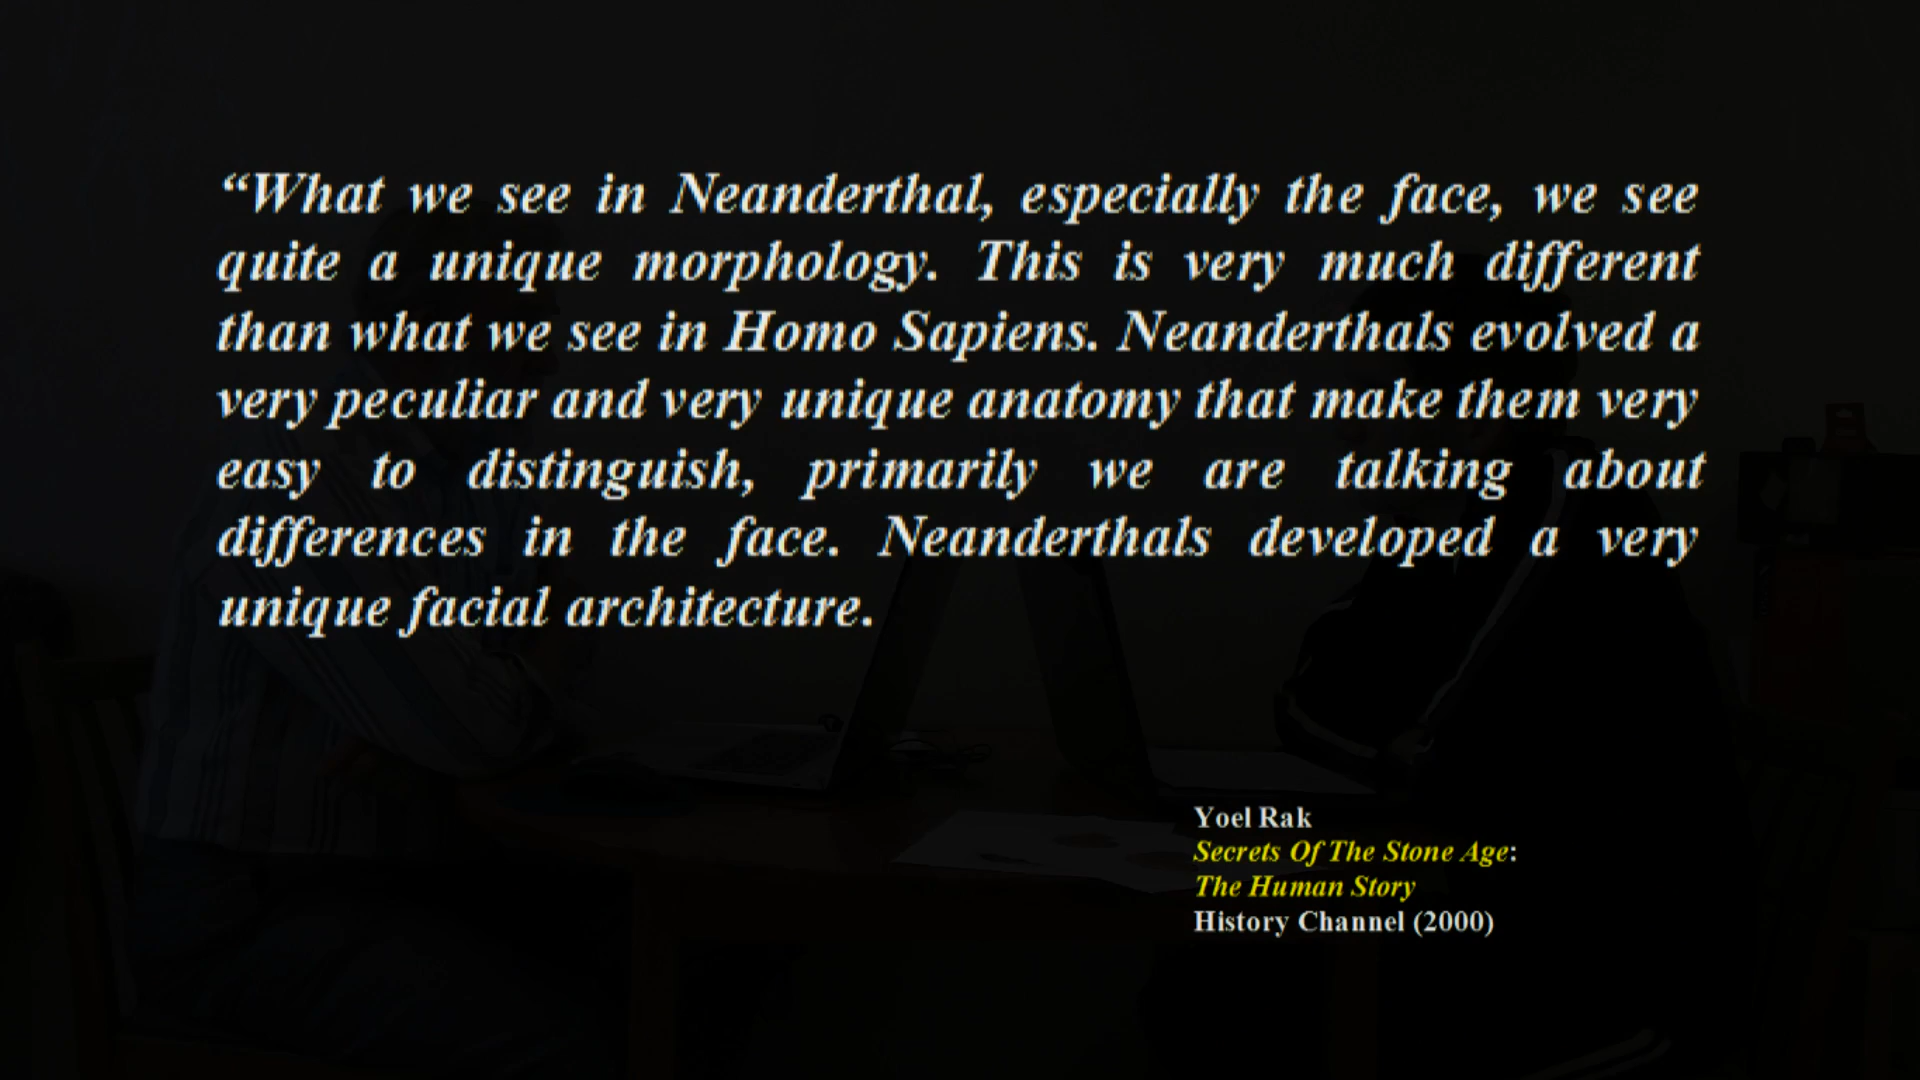 “What we see in Neanderthal, especially the face, we see
quite a unique morphology. This is very much different
than what we see in Homo Sapiens. Neanderthals evolved a
very peculiar and very unique anatomy that make them very
easy to distinguish, primarily we are talking about
differences in the face. Neanderthals developed a very
unique facial architecture.
Yoel Rak
Secrets Of The Stone Age:
The Human Story
History Channel (2000)